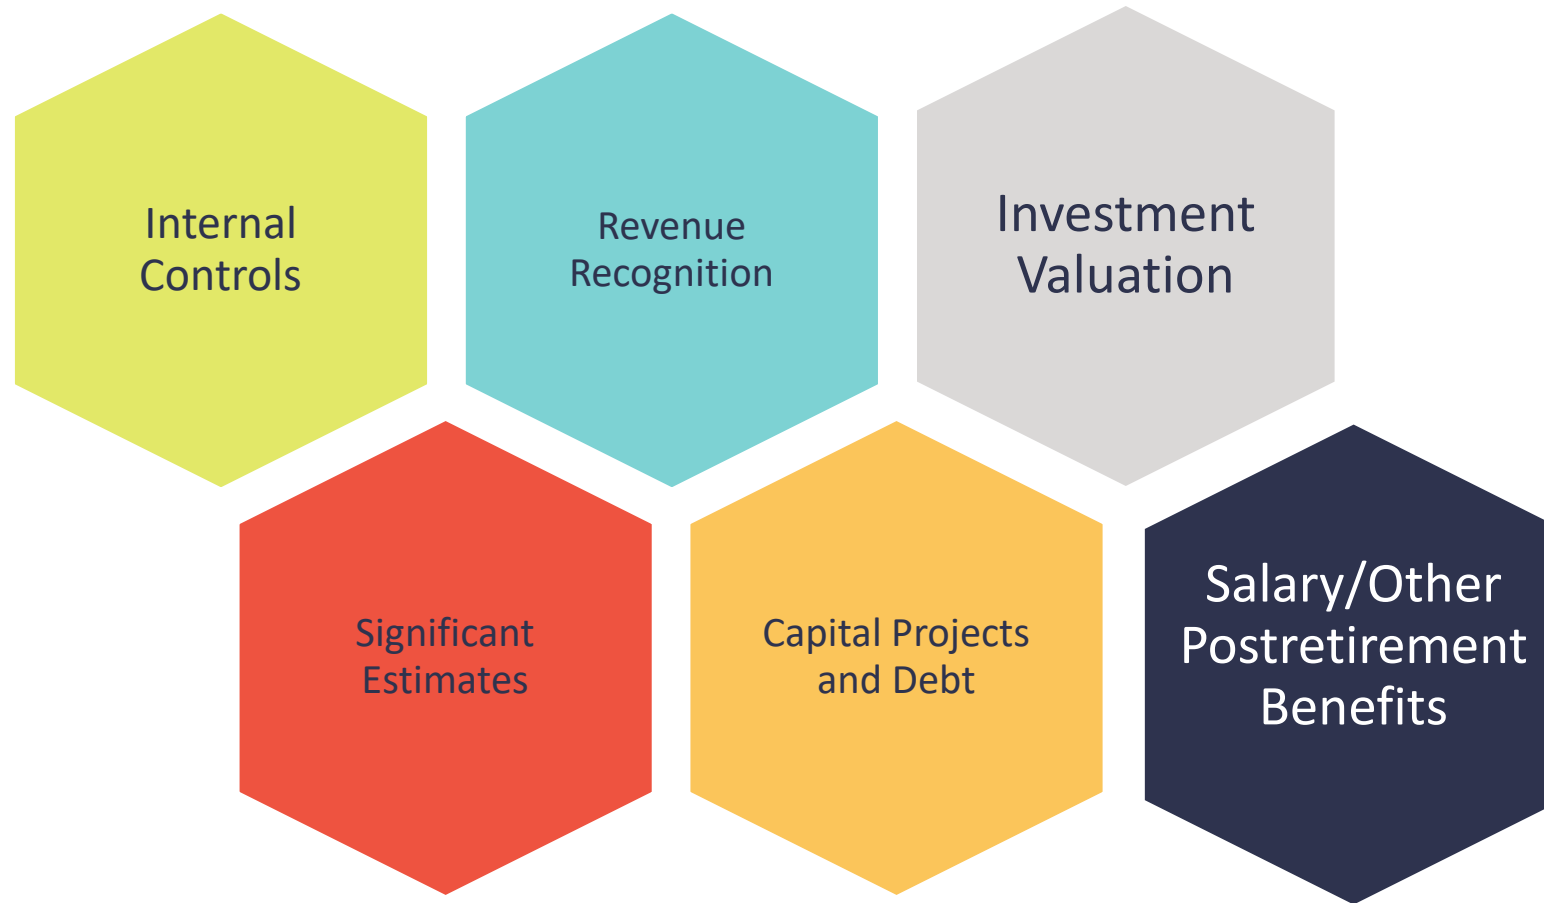 Internal
Controls
Revenue
Recognition
Investment
Valuation
Significant
Estimates
Capital Projects
and Debt
Salary/Other
Postretirement
Benefits